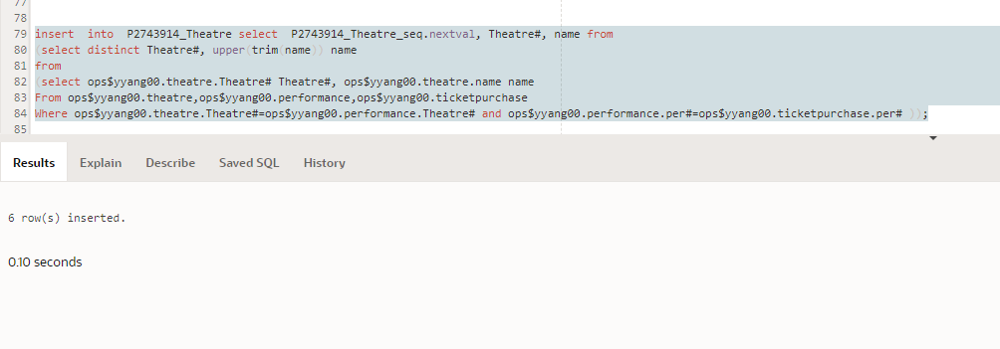 77
78
79 insert  into  P2743914_Theatre select  P2743914_Theatre_seq.nextval, Theatre#, name from
80 (select distinct Theatre#, upper(trim(name)) name
81 from
82 (select ops$yyang00.theatre.Theatre# Theatre#, ops$yyang00.theatre.name name
83 From ops$yyang00.theatre,ops$yyang00.performance,ops$yyang00.ticketpurchase
84 Where ops$yyang00.theatre.Theatre#=ops$yyang00.performance.Theatre# and ops$yyang00.performance.per#=ops$yyang00.ticketpurchase.per# ));
85
Results Explain Describe Saved SQL History
6 row(s) inserted.
0.10 seconds